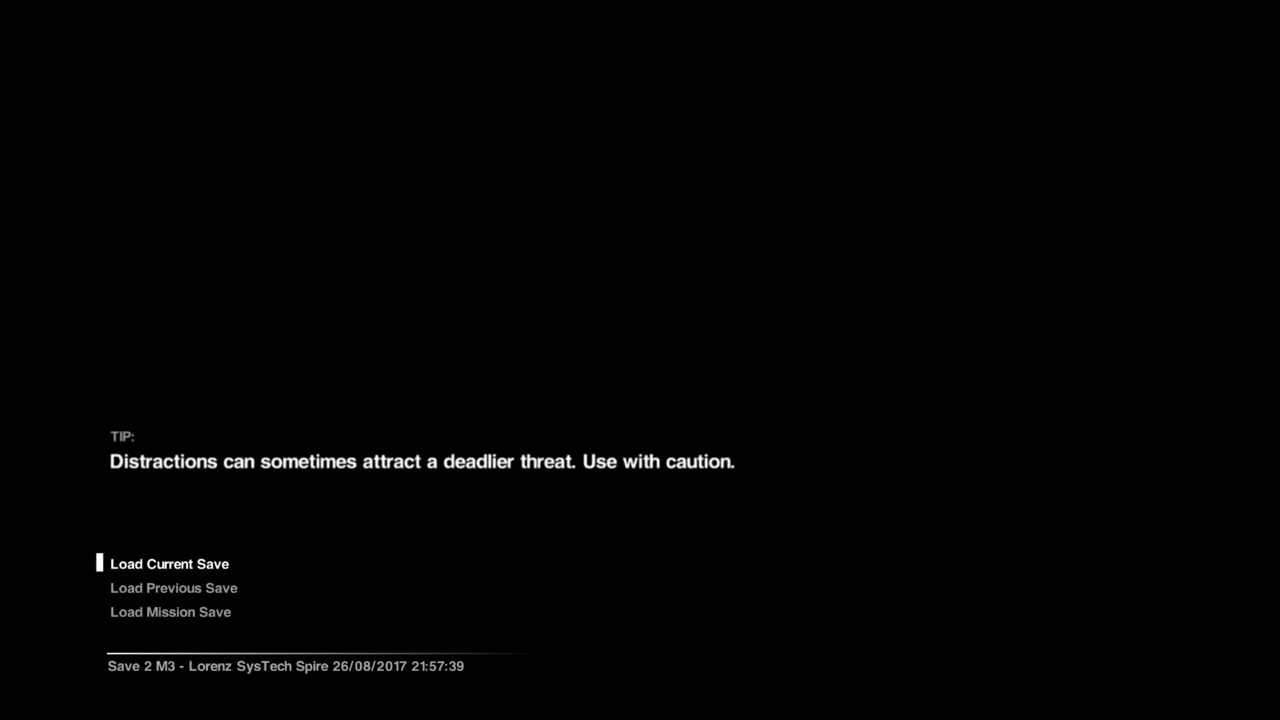 TIP:
Distractions can sometimes attract a deadlier threat. Use with caution.
Load Current Save
Load Previous Save
Load Mission Save
Save 2 M3 - Lorenz SysTech Spire 26/08/2017 21:57:39